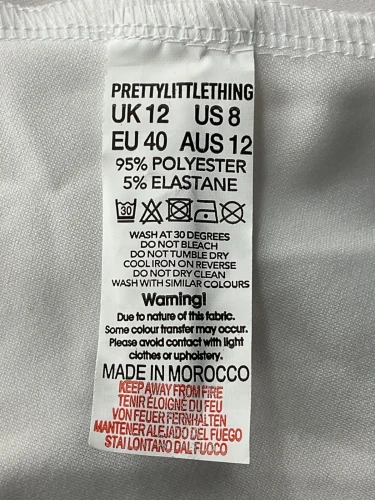 PRETTYLITTLETHING
UK 12 US 8
EU 40 AUS 12
95% POLYESTER
5% ELASTANE
30
WASH AT 30 DEGREES
DO NOT BLEACH
DO NOT TUMBLE DRY
COOL IRON ON REVERSE
DO NOT DRY CLEAN
WASH WITH SIMILAR COLOURS
Warning!
Due to nature of this fabric.
Some colour transfer may occur.
Please avoid contact with light
clothes or upholstery.
MADE IN MOROCCO
KEEP AWAY FROM FIRE
TENIR ÉLOIGNÉ DU FEU
VON FEUER FERNHALTEN
MANTENER ALEJADO DEL FUEGO
STAI LONTANO DAL FUOCO